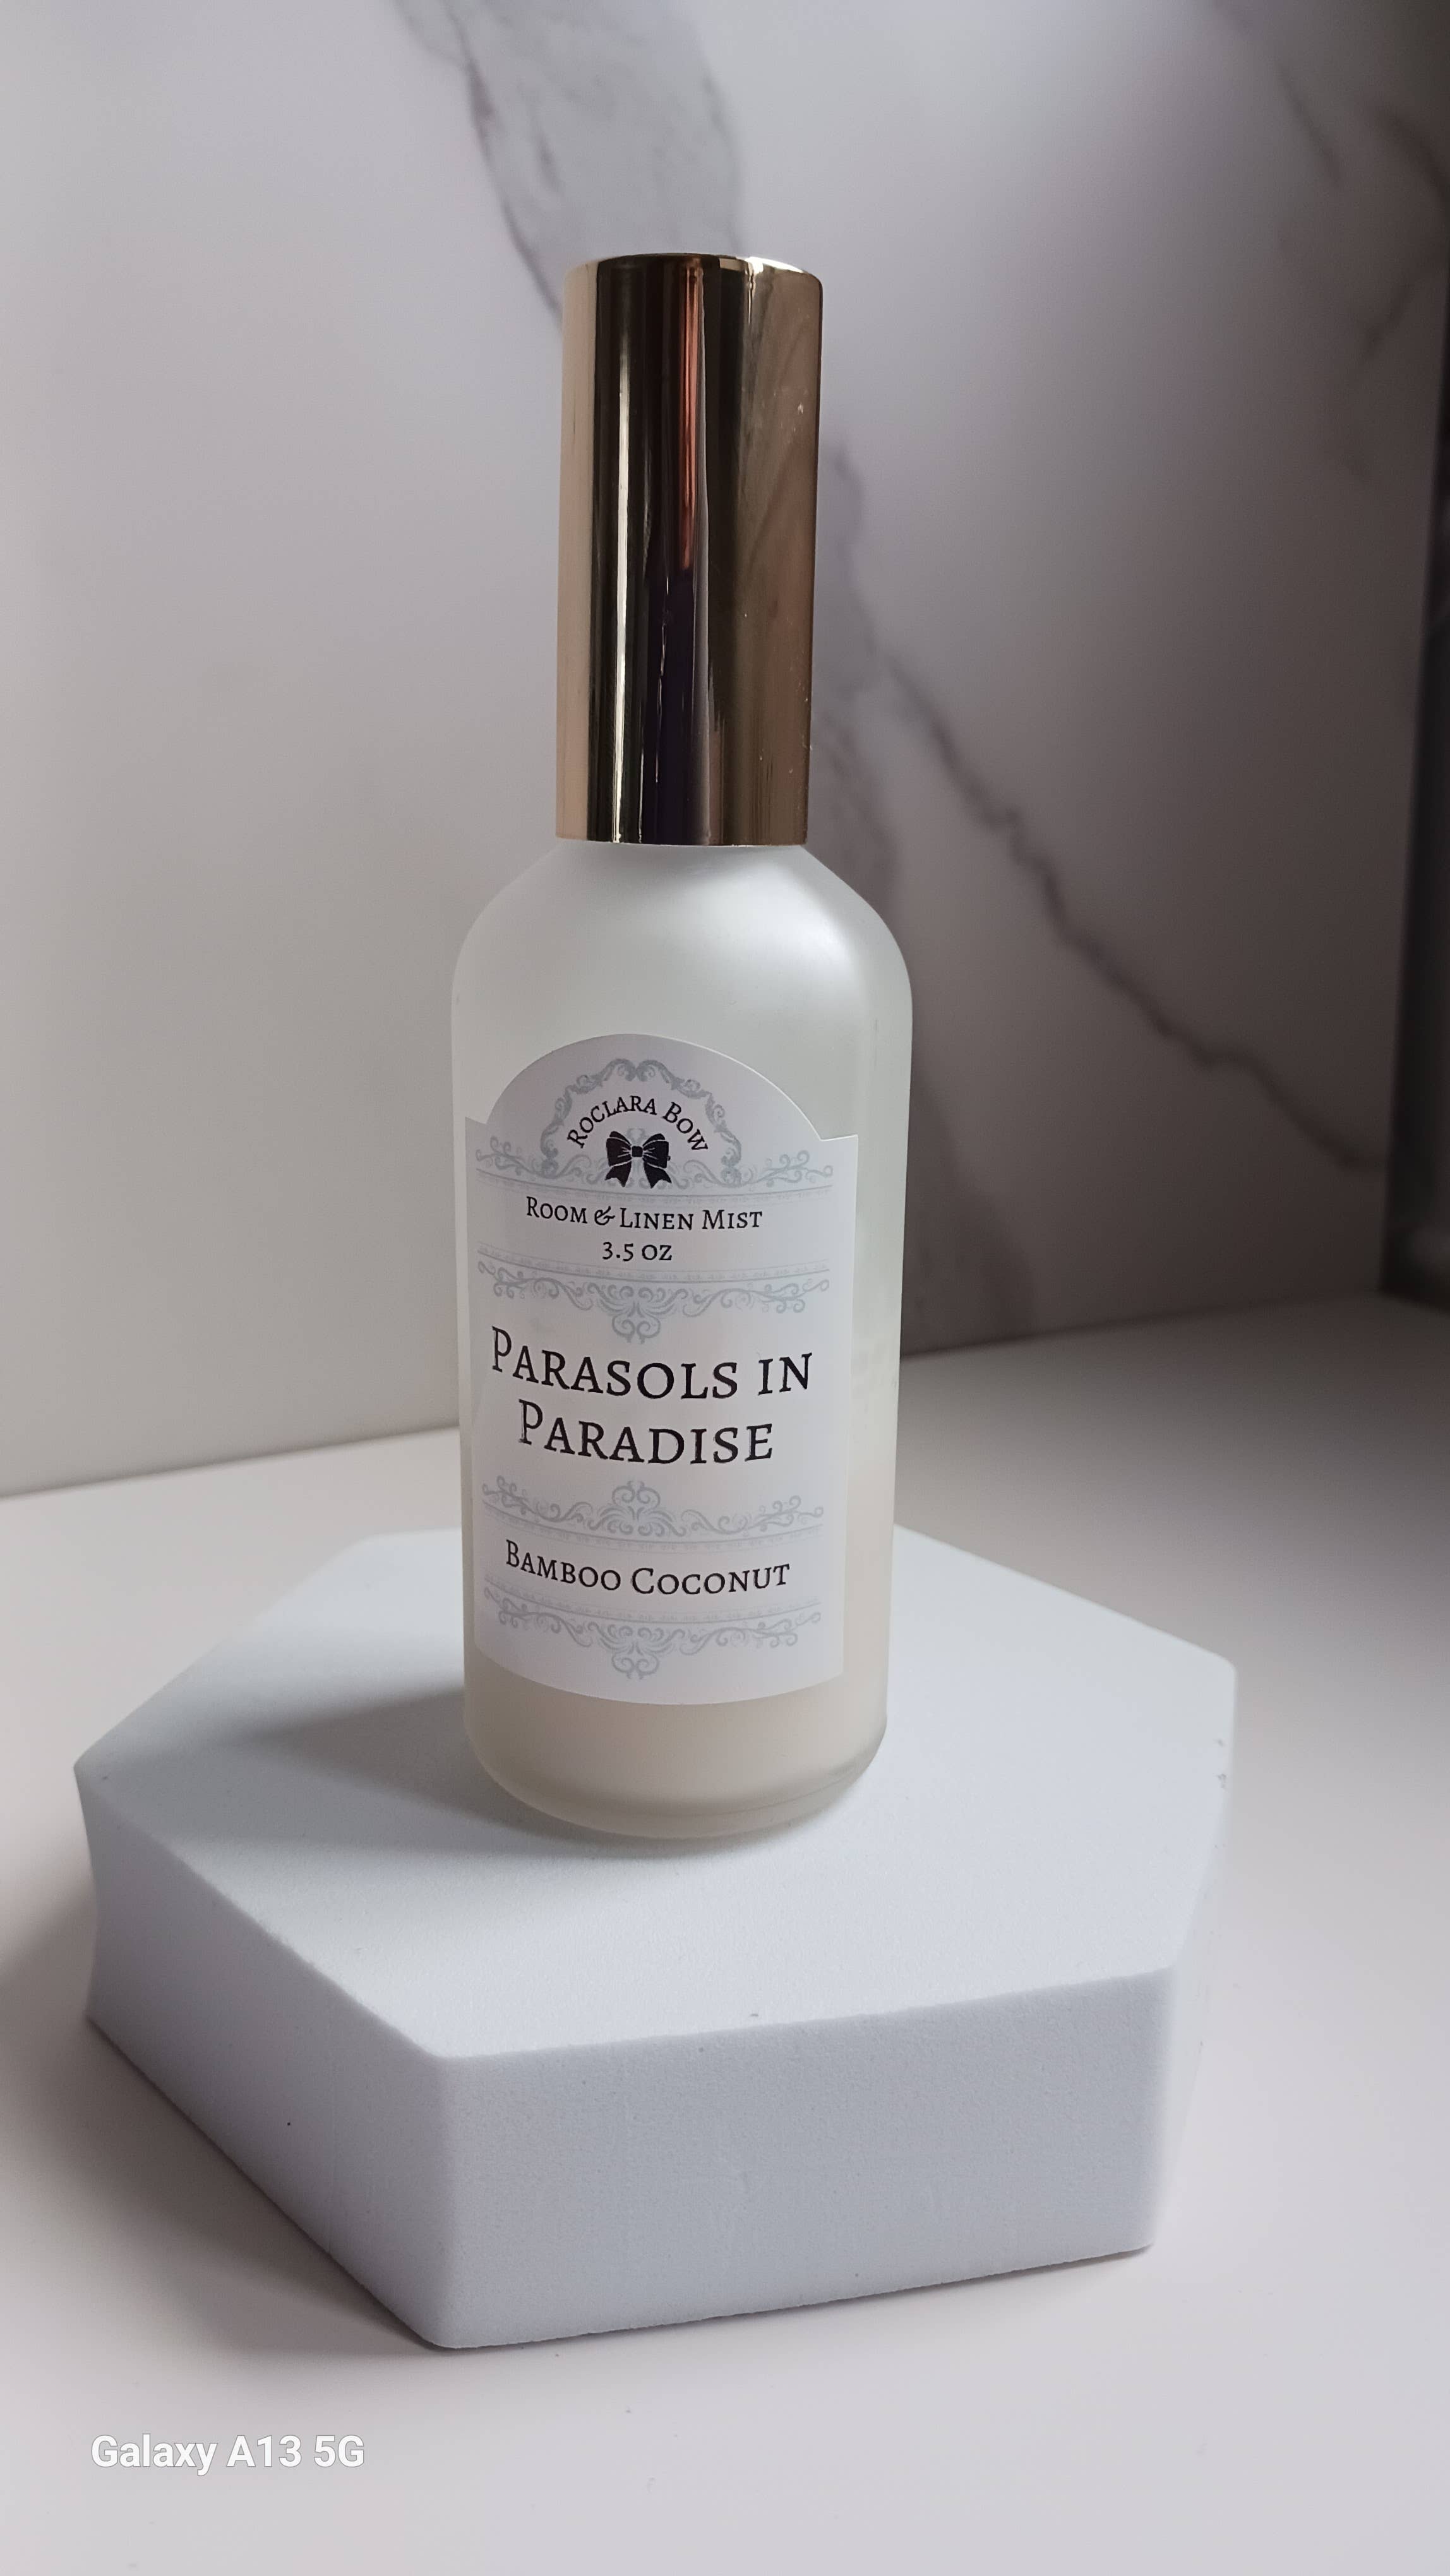 Roclara Bow
Room & Linen Mist
3.5 oz
Parasols in
Paradise
Bamboo Coconut
Galaxy A13 5G